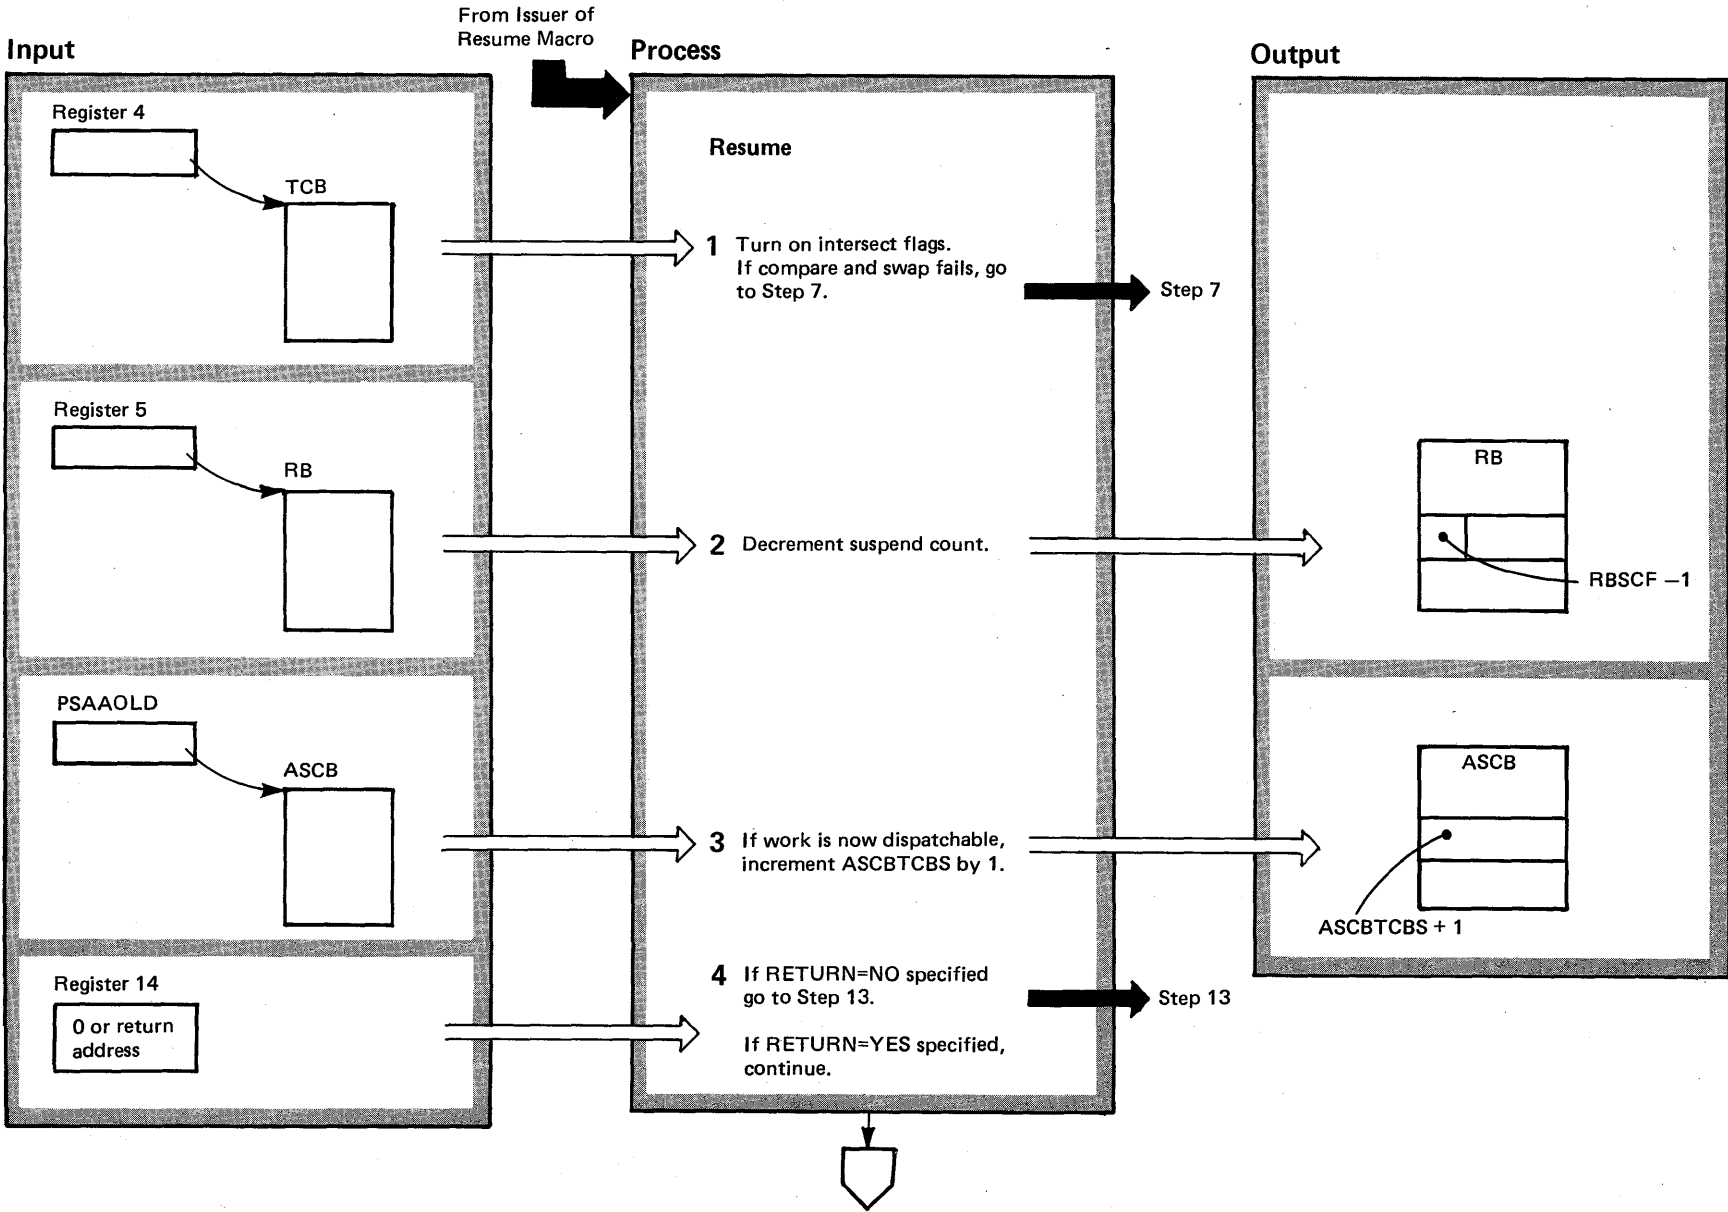 From Issuer of
Resume Macro
Input
Process
Output
Register 4
TCB
Resume
1 Turn on intersect flags.
If compare and swap fails, go
to Step 7.
Step 7
Register 5
RB
2 Decrement suspend count.
RB
RBSCF −1
PSAAOLD
ASCB
3 If work is now dispatchable,
increment ASCBTCBS by 1.
ASCB
ASCBTCBS + 1
Register 14
0 or return
address
4 If RETURN=NO specified
go to Step 13.
Step 13
If RETURN=YES specified,
continue.